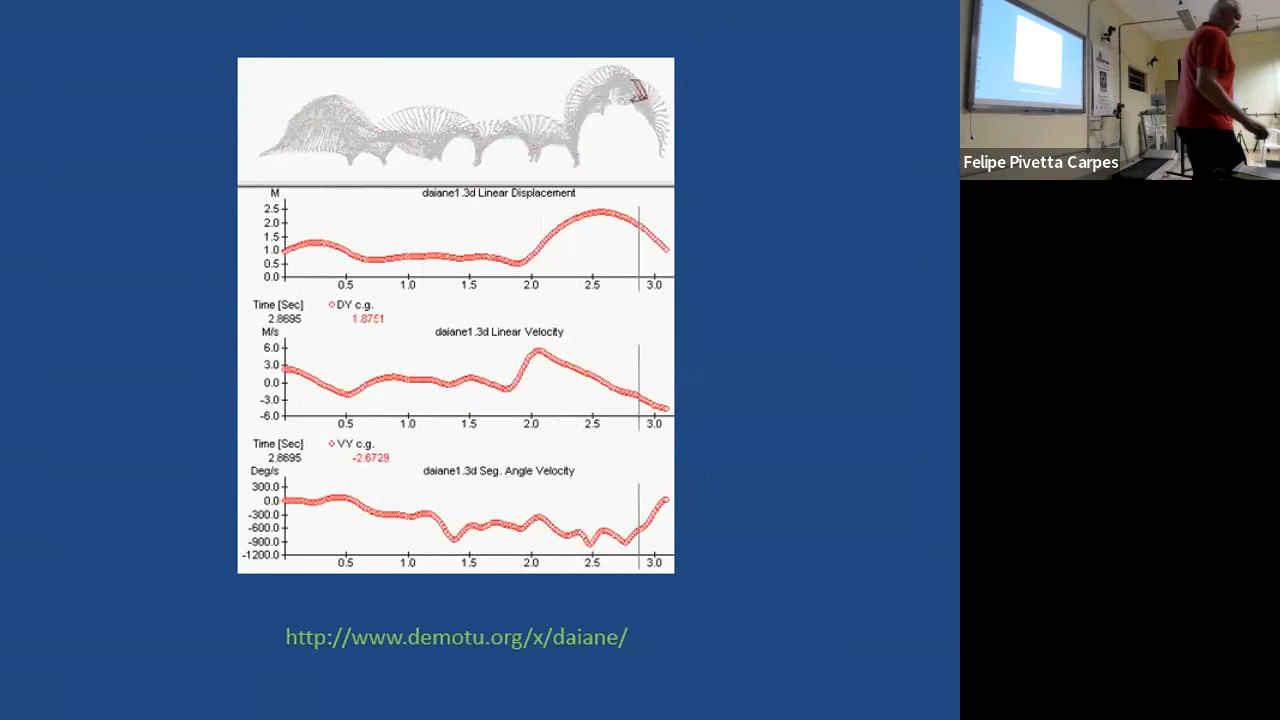 M
daiane1.3d Linear Displacement
2.5
2.0
1.5
1.0
0.5
0.0
0.5 1.0 1.5 2.0 2.5 3.0
Time [Sec] DY c.g.
2.8695 1.8751
M/s
daiane1.3d Linear Velocity
6.0
3.0
0.0
-3.0
-6.0
0.5 1.0 1.5 2.0 2.5 3.0
Time [Sec] VY c.g.
2.8695 -2.6729
Deg/s
daiane1.3d Seg. Angle Velocity
300.0
0.0
-300.0
-600.0
-900.0
-1200.0
0.5 1.0 1.5 2.0 2.5 3.0
http://www.demotu.org/x/daiane/
Felipe Pivetta Carpes